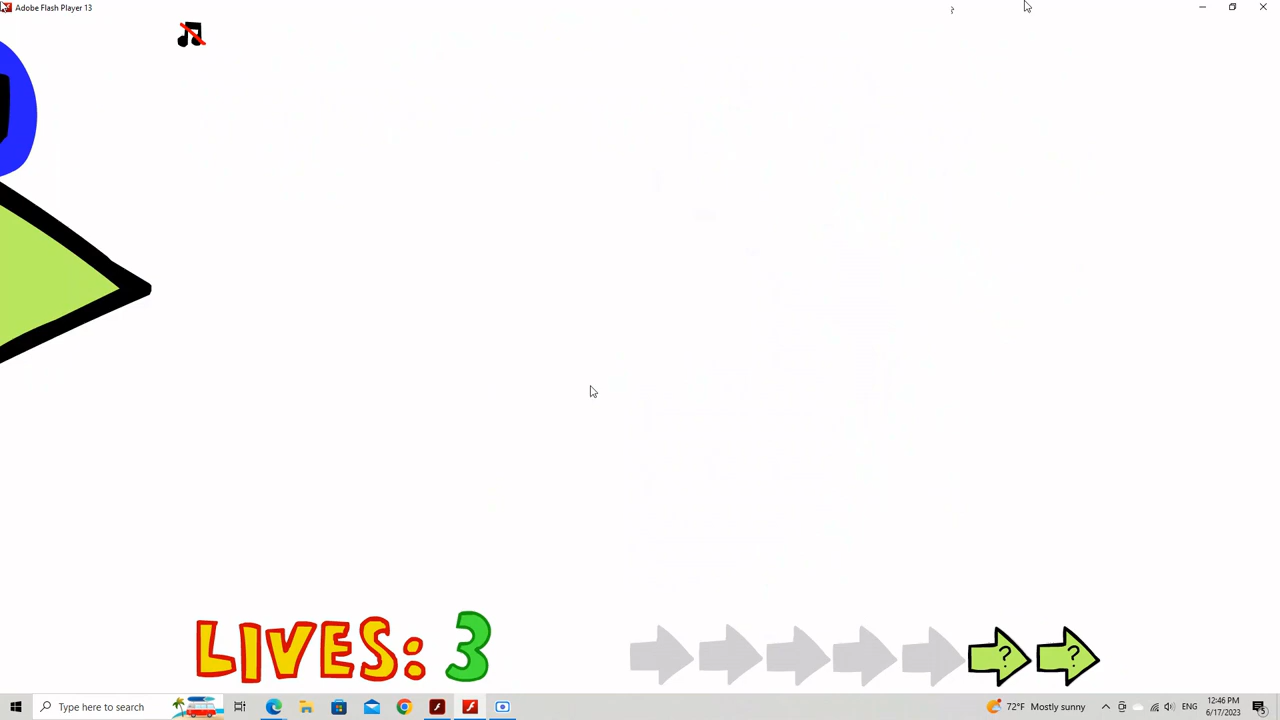 Adobe Flash Player 13
LIVES: 3
? ?
Type here to search
72°F Mostly sunny
ENG
12:46 PM
6/17/2023